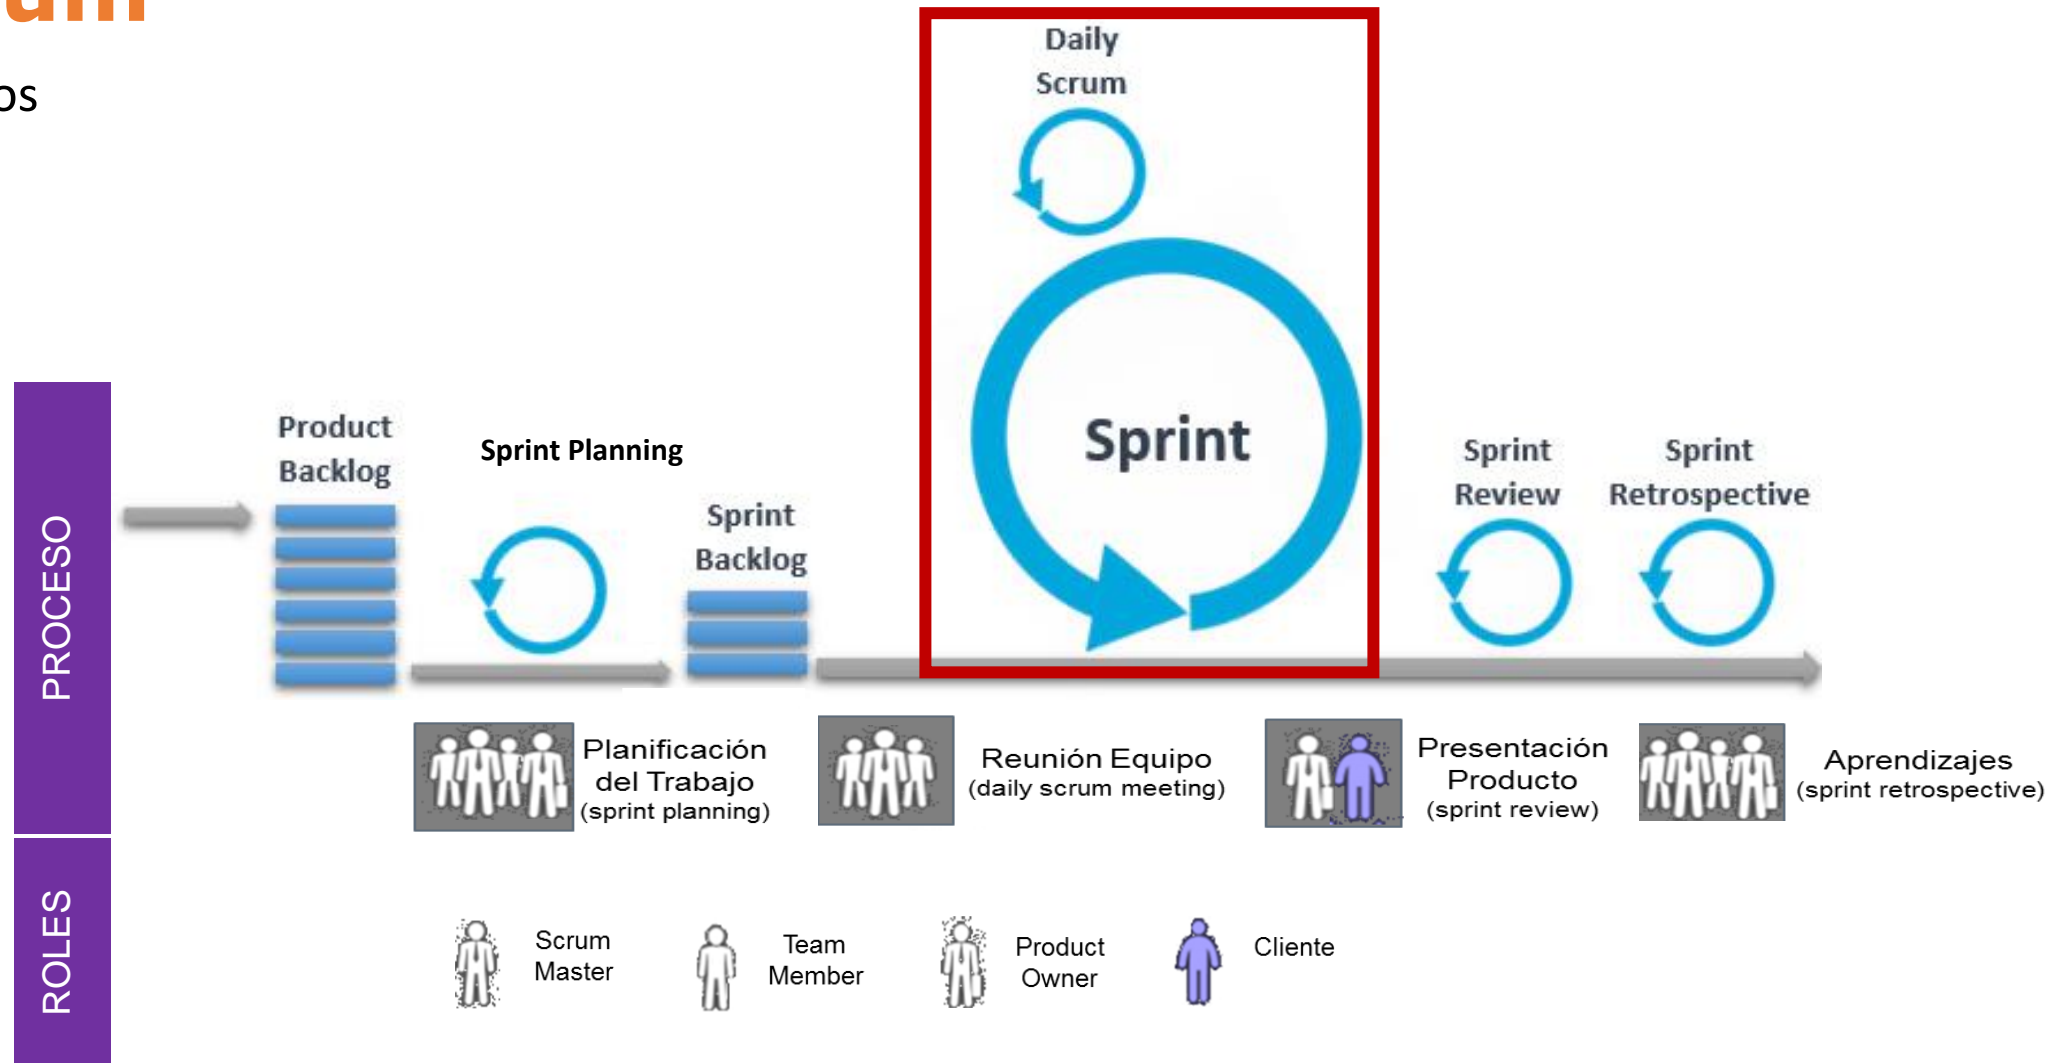 Daily
Scrum
Sprint
Product
Backlog
Sprint Planning
Sprint
Backlog
Sprint
Review
Sprint
Retrospective
PROCESO
Planificación
del Trabajo
(sprint planning)
Reunión Equipo
(daily scrum meeting)
Presentación
Producto
(sprint review)
Aprendizajes
(sprint retrospective)
ROLES
Scrum
Master
Team
Member
Product
Owner
Cliente